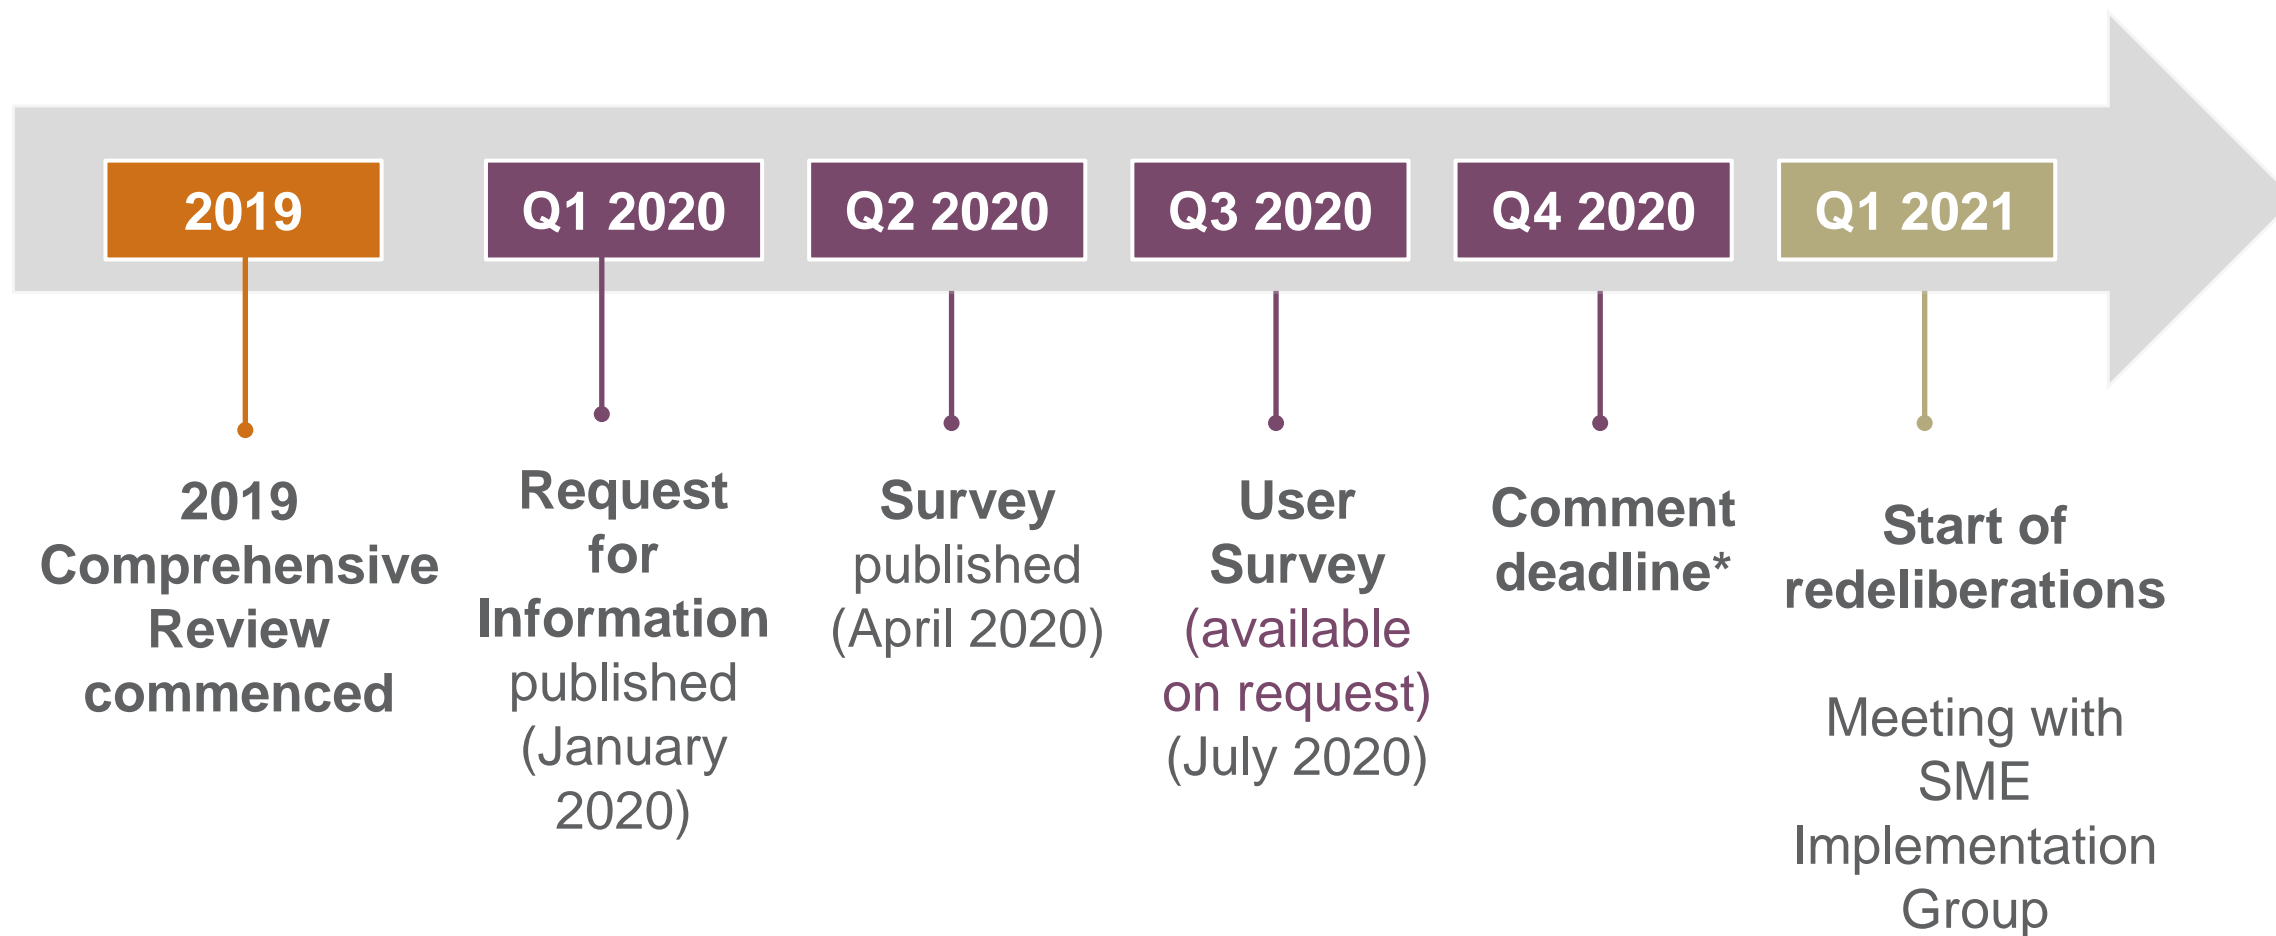 2019
Q1 2020
Q2 2020
Q3 2020
Q4 2020
Q1 2021
2019
Comprehensive
Review
commenced
Request
for
Information
published
(January
2020)
Survey
published
(April 2020)
User
Survey
(available
on request)
(July 2020)
Comment
deadline*
Start of
redeliberations
Meeting with
SME
Implementation
Group